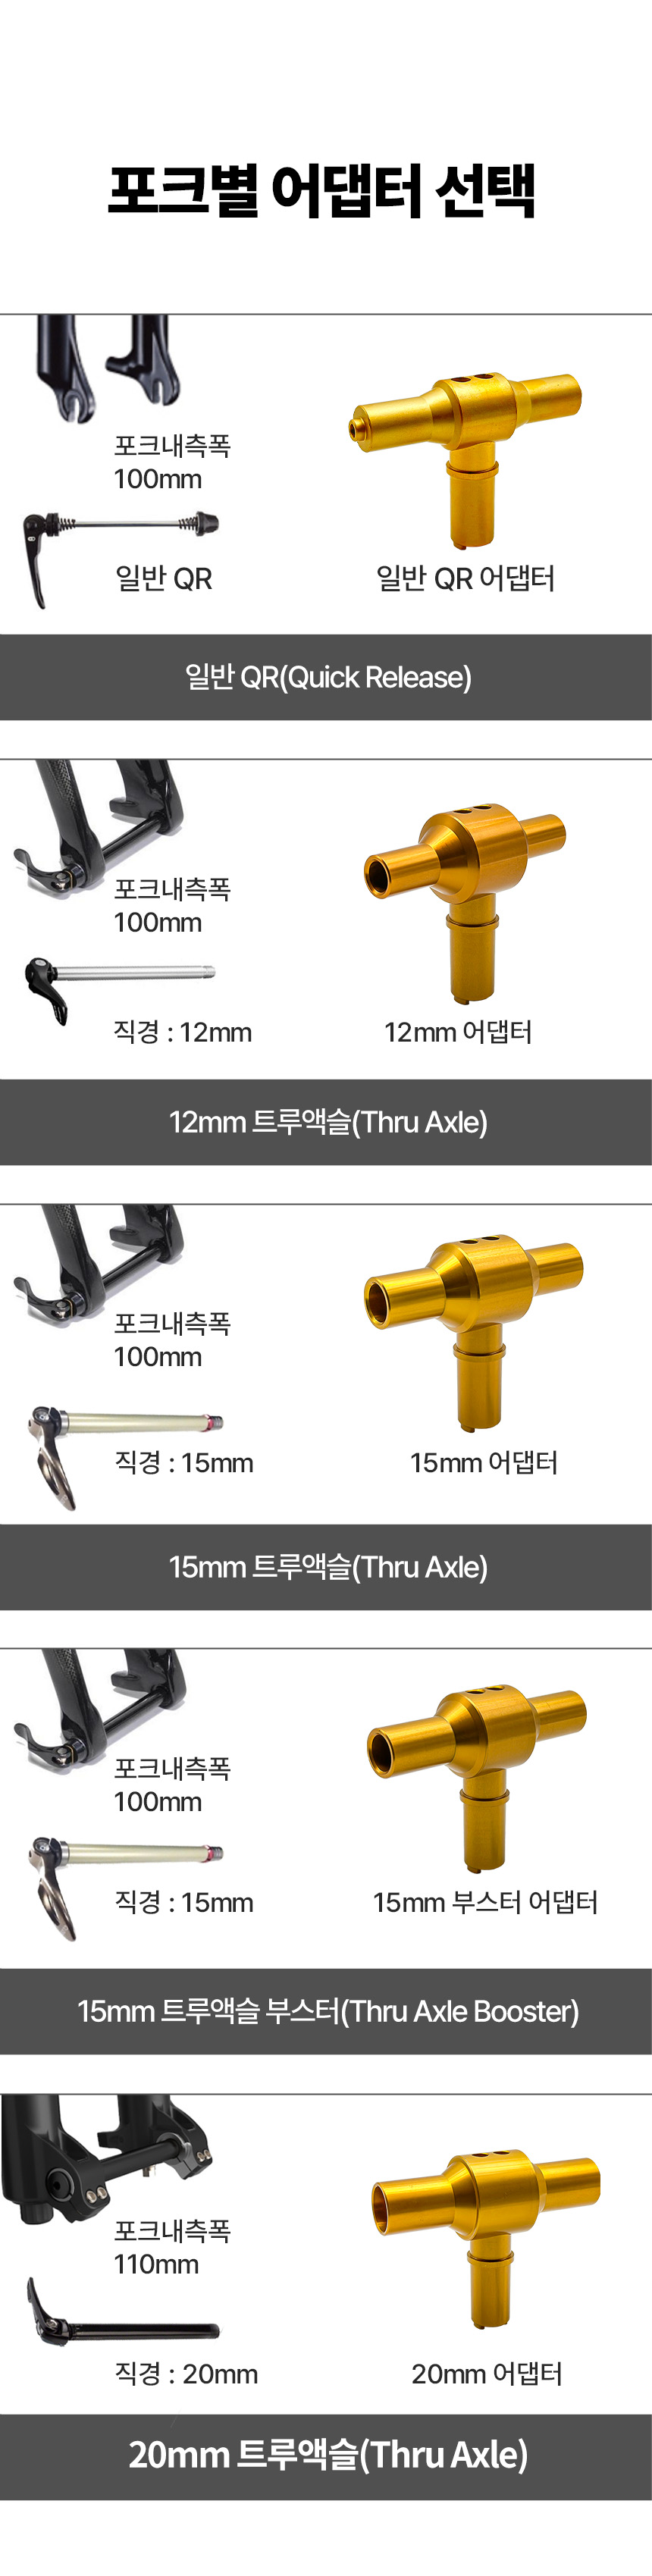 포크별 어댑터 선택
포크내측폭
100mm
일반 QR
일반 QR 어댑터
일반 QR(Quick Release)
포크내측폭
100mm
직경 : 12mm
12mm 어댑터
12mm 트루액슬(Thru Axle)
포크내측폭
100mm
직경 : 15mm
15mm 어댑터
15mm 트루액슬(Thru Axle)
포크내측폭
100mm
직경 : 15mm
15mm 부스터 어댑터
15mm 트루액슬 부스터(Thru Axle Booster)
포크내측폭
110mm
직경 : 20mm
20mm 어댑터
20mm 트루액슬(Thru Axle)